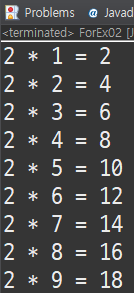 Problems @ Javad
<terminated> ForEx02 [J
2 * 1 = 2
2 * 2 = 4
2 * 3 = 6
2 * 4 = 8
2 * 5 = 10
2 * 6 = 12
2 * 7 = 14
2 * 8 = 16
2 * 9 = 18